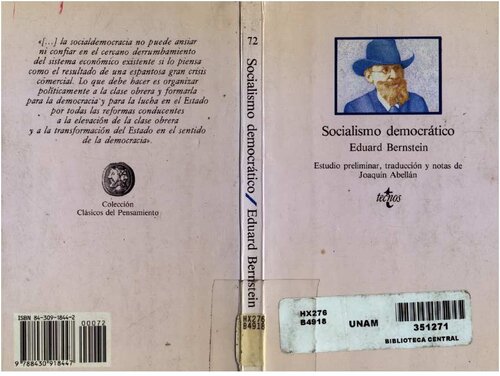 «[...] la socialdemocracia no puede ansiar
ni confiar en el cercano derrumbamiento
del sistema económico existente si lo piensa
como el resultado de una espantosa gran crisis
comercial. Lo que debe hacer es organizar
políticamente a la clase obrera y formarla
para la democracia y para la lucha en el Estado
por todas las reformas conducentes
a la elevación de la clase obrera
y a la transformación del Estado en el sentido
de la democracia».
Colección
Clásicos del Pensamiento
ISBN 84-309-1844-2
00072
9 788430 918447
72
Socialismo democrático / Eduard Bernstein
HX276
B4918
Socialismo democrático
Eduard Bernstein
Estudio preliminar, traducción y notas de
Joaquín Abellán
tecnos
HX276
B4918
UNAM
351271
BIBLIOTECA CENTRAL